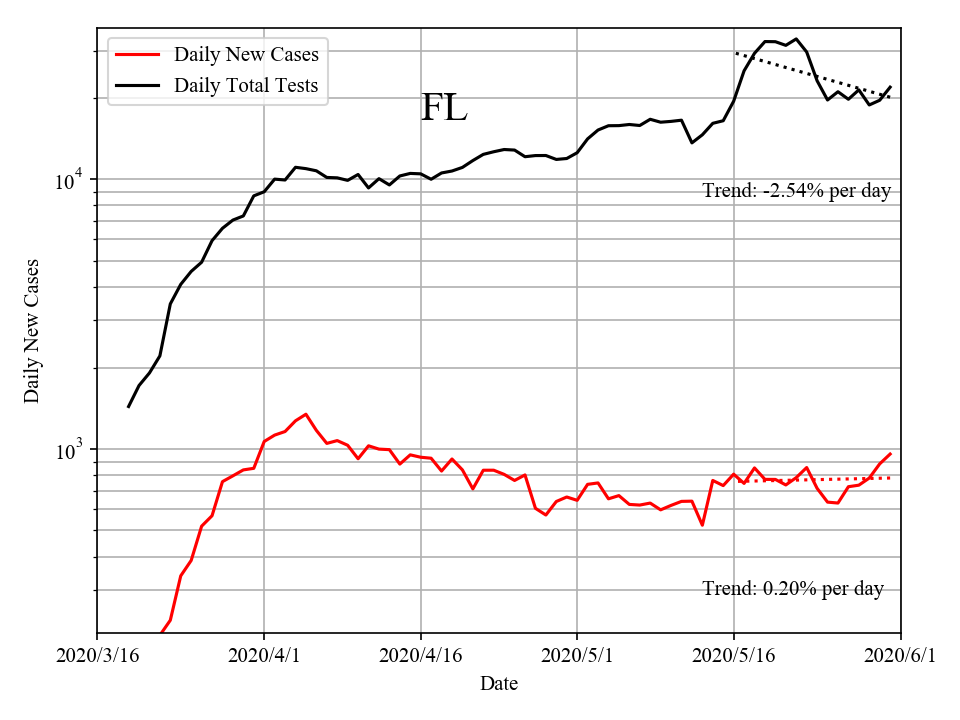 Daily New Cases
Daily Total Tests
FL
10^4
Trend: -2.54% per day
Daily New Cases
10^3
Trend: 0.20% per day
2020/3/16 2020/4/1 2020/4/16 2020/5/1 2020/5/16 2020/6/1
Date